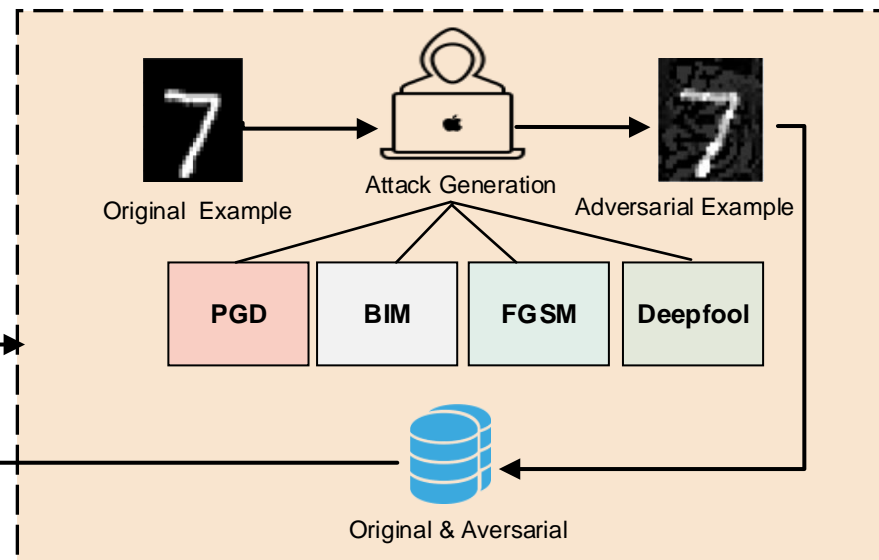 Attack Generation
Original Example
Adversarial Example
PGD
BIM
FGSM
Deepfool
Original & Aversarial